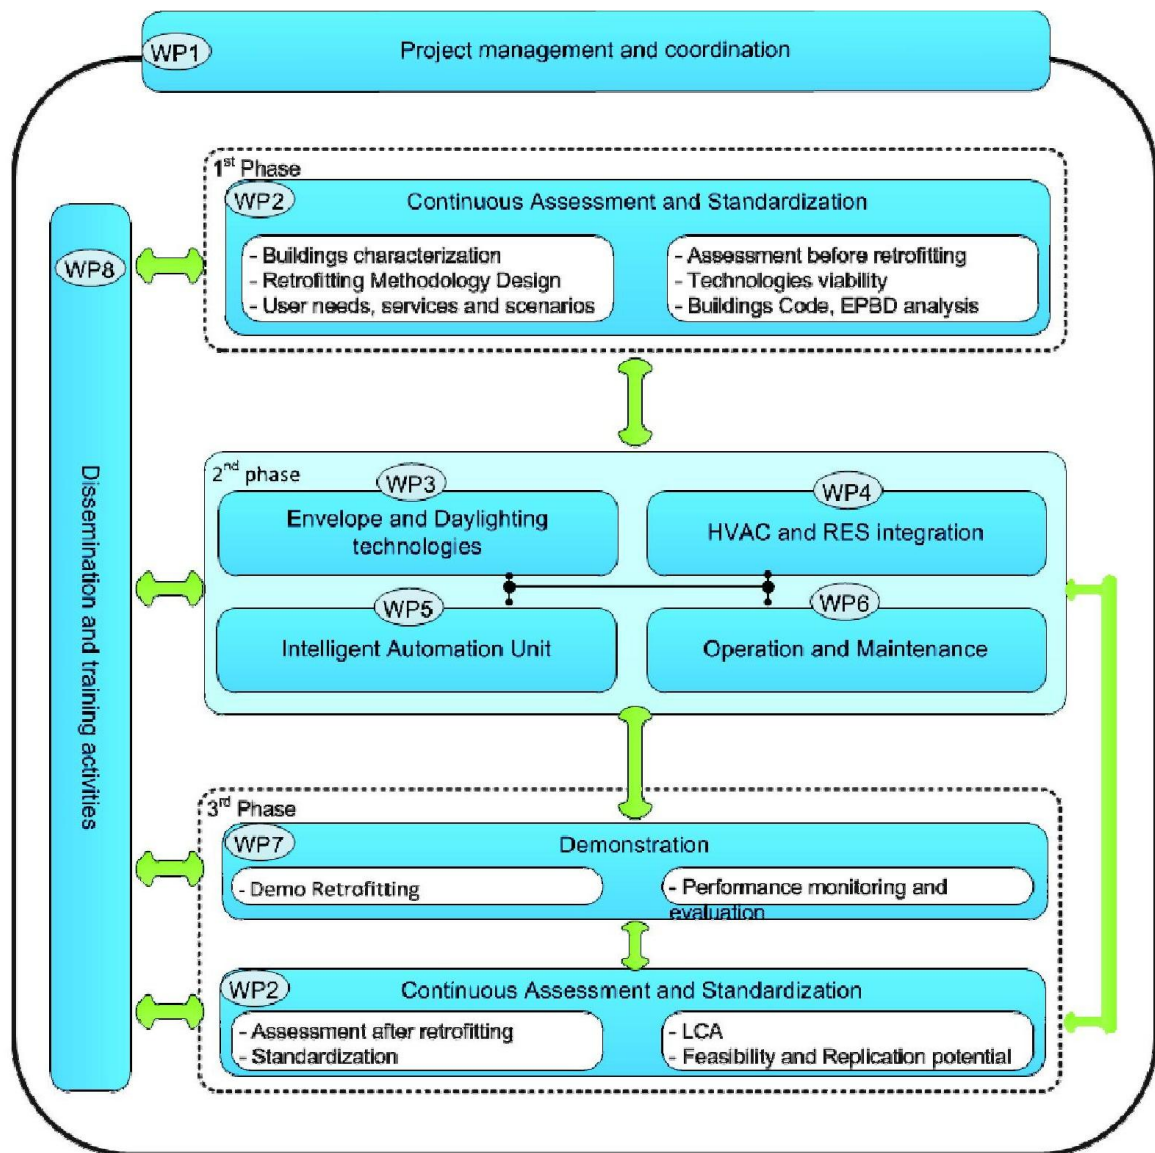 WP1
Project management and coordination
1st Phase
WP2
Continuous Assessment and Standardization
- Buildings characterization
- Retrofitting Methodology Design
- User needs, services and scenarios
- Assessment before retrofitting
- Technologies viability
- Buildings Code, EPBD analysis
WP8
Dissemination and training activities
2nd phase
WP3
Envelope and Daylighting
technologies
WP4
HVAC and RES integration
WP5
Intelligent Automation Unit
WP6
Operation and Maintenance
3rd Phase
WP7
Demonstration
- Demo Retrofitting
- Performance monitoring and
evaluation
WP2
Continuous Assessment and Standardization
- Assessment after retrofitting
- Standardization
- LCA
- Feasibility and Replication potential